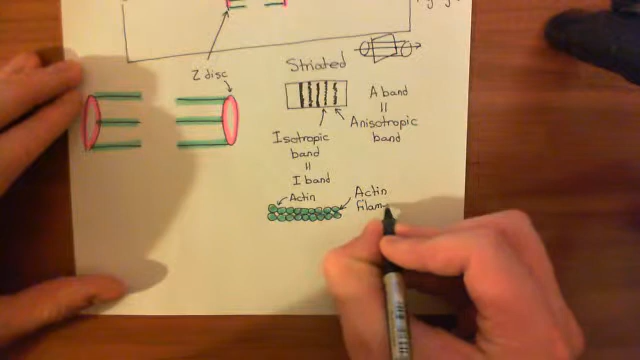 Z disc
Striated
A band
=
Anisotropic
band
Isotropic
band
=
I band
Actin
Actin
filam